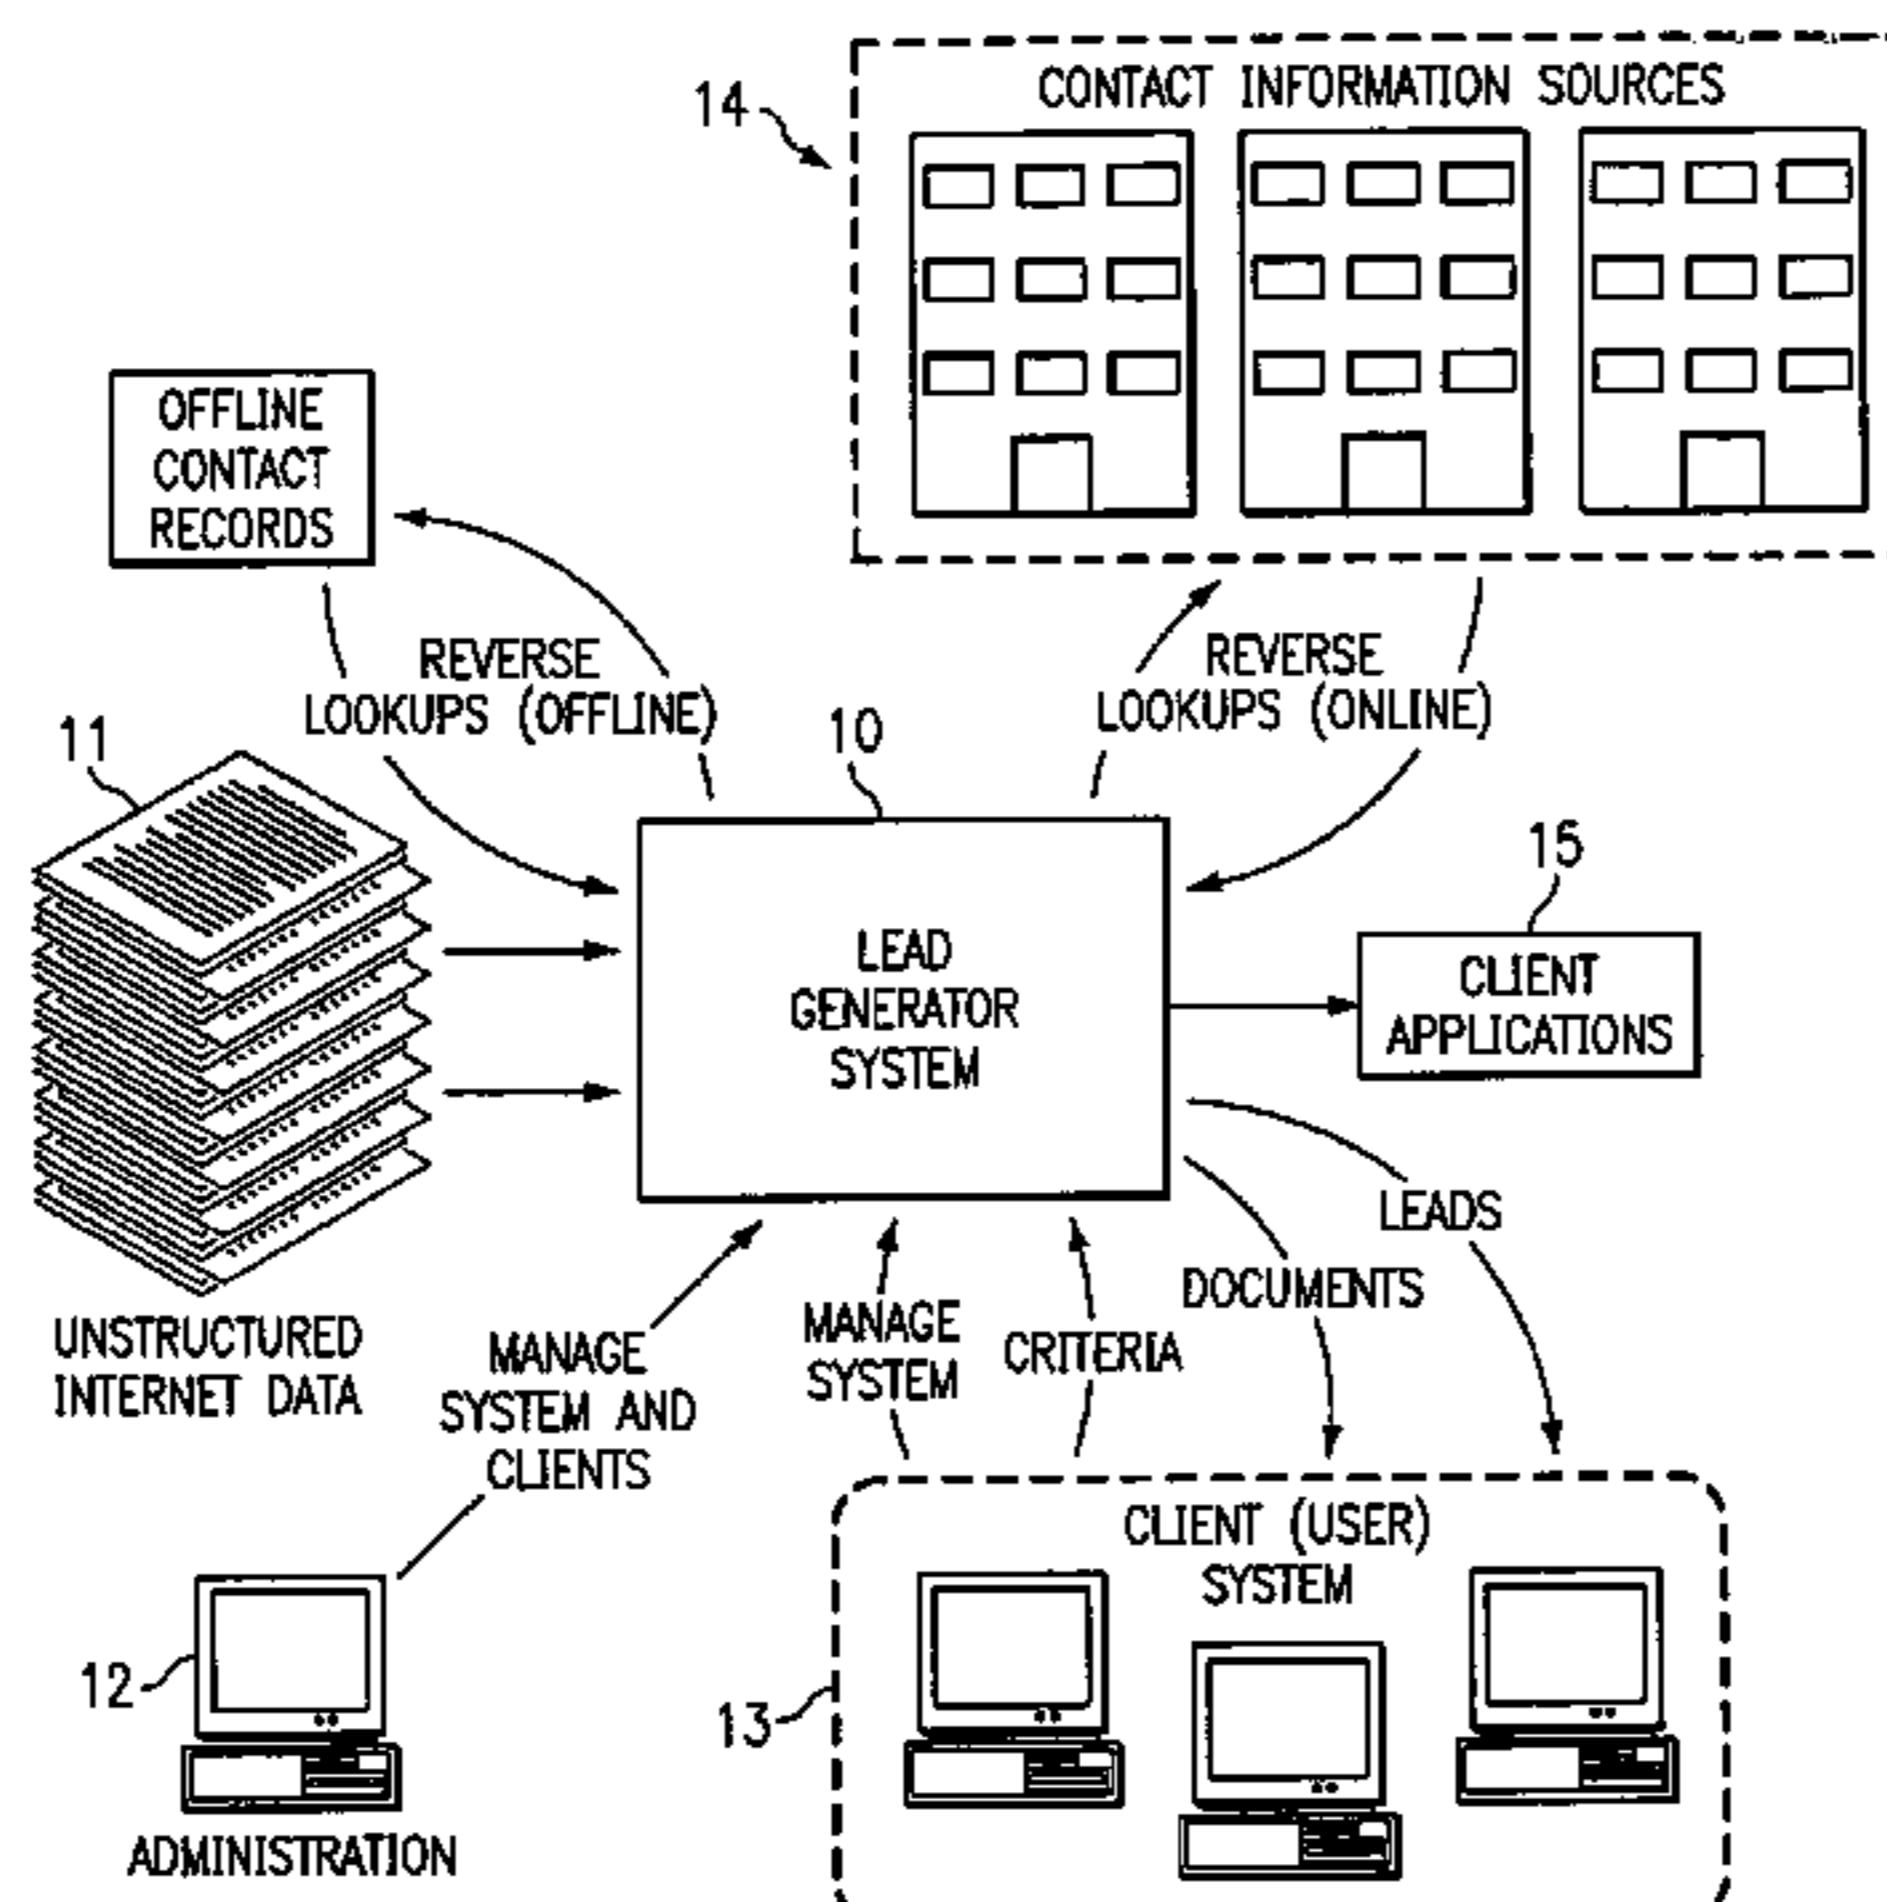 14
CONTACT INFORMATION SOURCES
OFFLINE
CONTACT
RECORDS
REVERSE
LOOKUPS (OFFLINE)
REVERSE
LOOKUPS (ONLINE)
11
10
15
LEAD
GENERATOR
SYSTEM
CLIENT
APPLICATIONS
UNSTRUCTURED
INTERNET DATA
MANAGE
SYSTEM AND
CLIENTS
MANAGE
SYSTEM
CRITERIA
DOCUMENTS
LEADS
12
ADMINISTRATION
13
CLIENT (USER)
SYSTEM